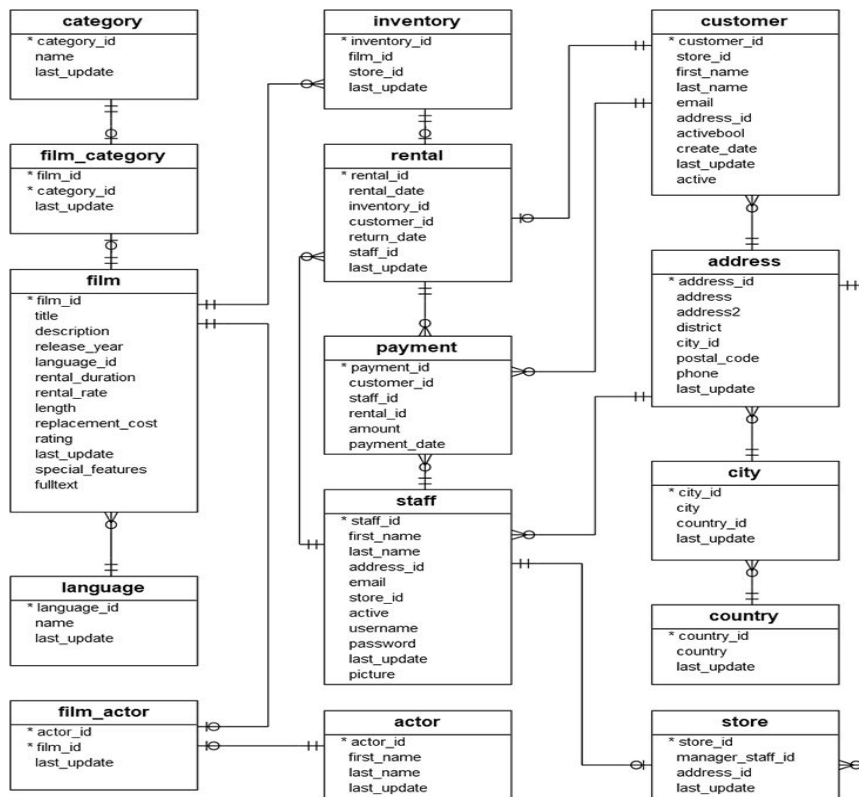 category
* category_id
name
last_update
film_category
* film_id
* category_id
last_update
film
* film_id
title
description
release_year
language_id
rental_duration
rental_rate
length
replacement_cost
rating
last_update
special_features
fulltext
language
* language_id
name
last_update
film_actor
* actor_id
* film_id
last_update
inventory
* inventory_id
film_id
store_id
last_update
rental
* rental_id
rental_date
inventory_id
customer_id
return_date
staff_id
last_update
payment
* payment_id
customer_id
staff_id
rental_id
amount
payment_date
staff
* staff_id
first_name
last_name
address_id
email
store_id
active
username
password
last_update
picture
actor
* actor_id
first_name
last_name
last_update
customer
* customer_id
store_id
first_name
last_name
email
address_id
activebool
create_date
last_update
active
address
* address_id
address
address2
district
city_id
postal_code
phone
last_update
city
* city_id
city
country_id
last_update
country
* country_id
country
last_update
store
* store_id
manager_staff_id
address_id
last_update